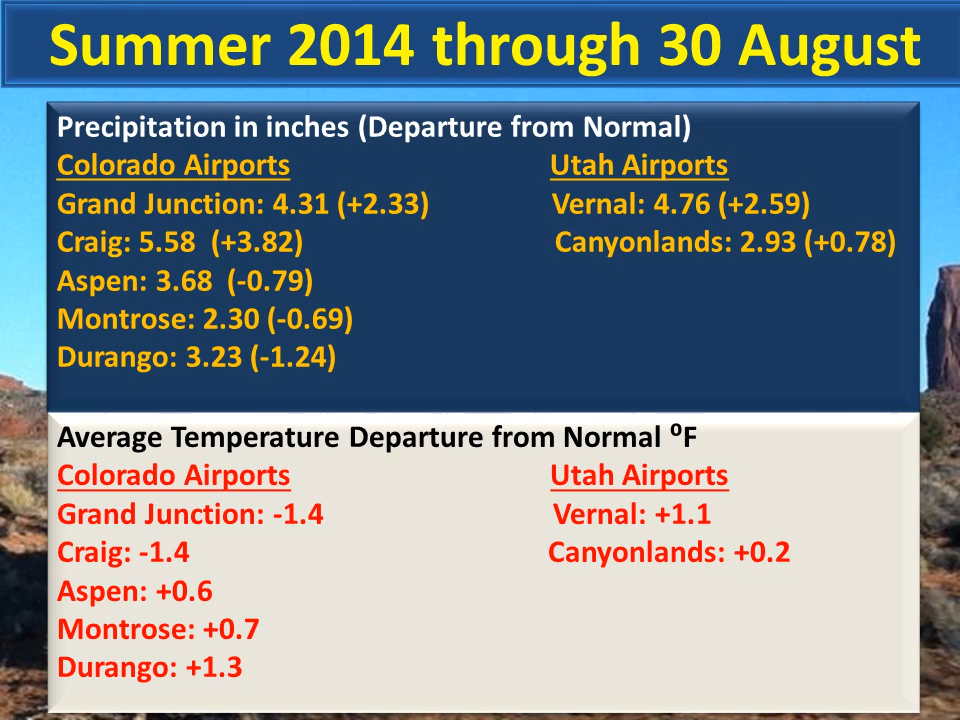 Summer 2014 through 30 August
Precipitation in inches (Departure from Normal)
Colorado Airports Utah Airports
Grand Junction: 4.31 (+2.33) Vernal: 4.76 (+2.59)
Craig: 5.58 (+3.82) Canyonlands: 2.93 (+0.78)
Aspen: 3.68 (-0.79)
Montrose: 2.30 (-0.69)
Durango: 3.23 (-1.24)
Average Temperature Departure from Normal ⁰F
Colorado Airports Utah Airports
Grand Junction: -1.4 Vernal: +1.1
Craig: -1.4 Canyonlands: +0.2
Aspen: +0.6
Montrose: +0.7
Durango: +1.3